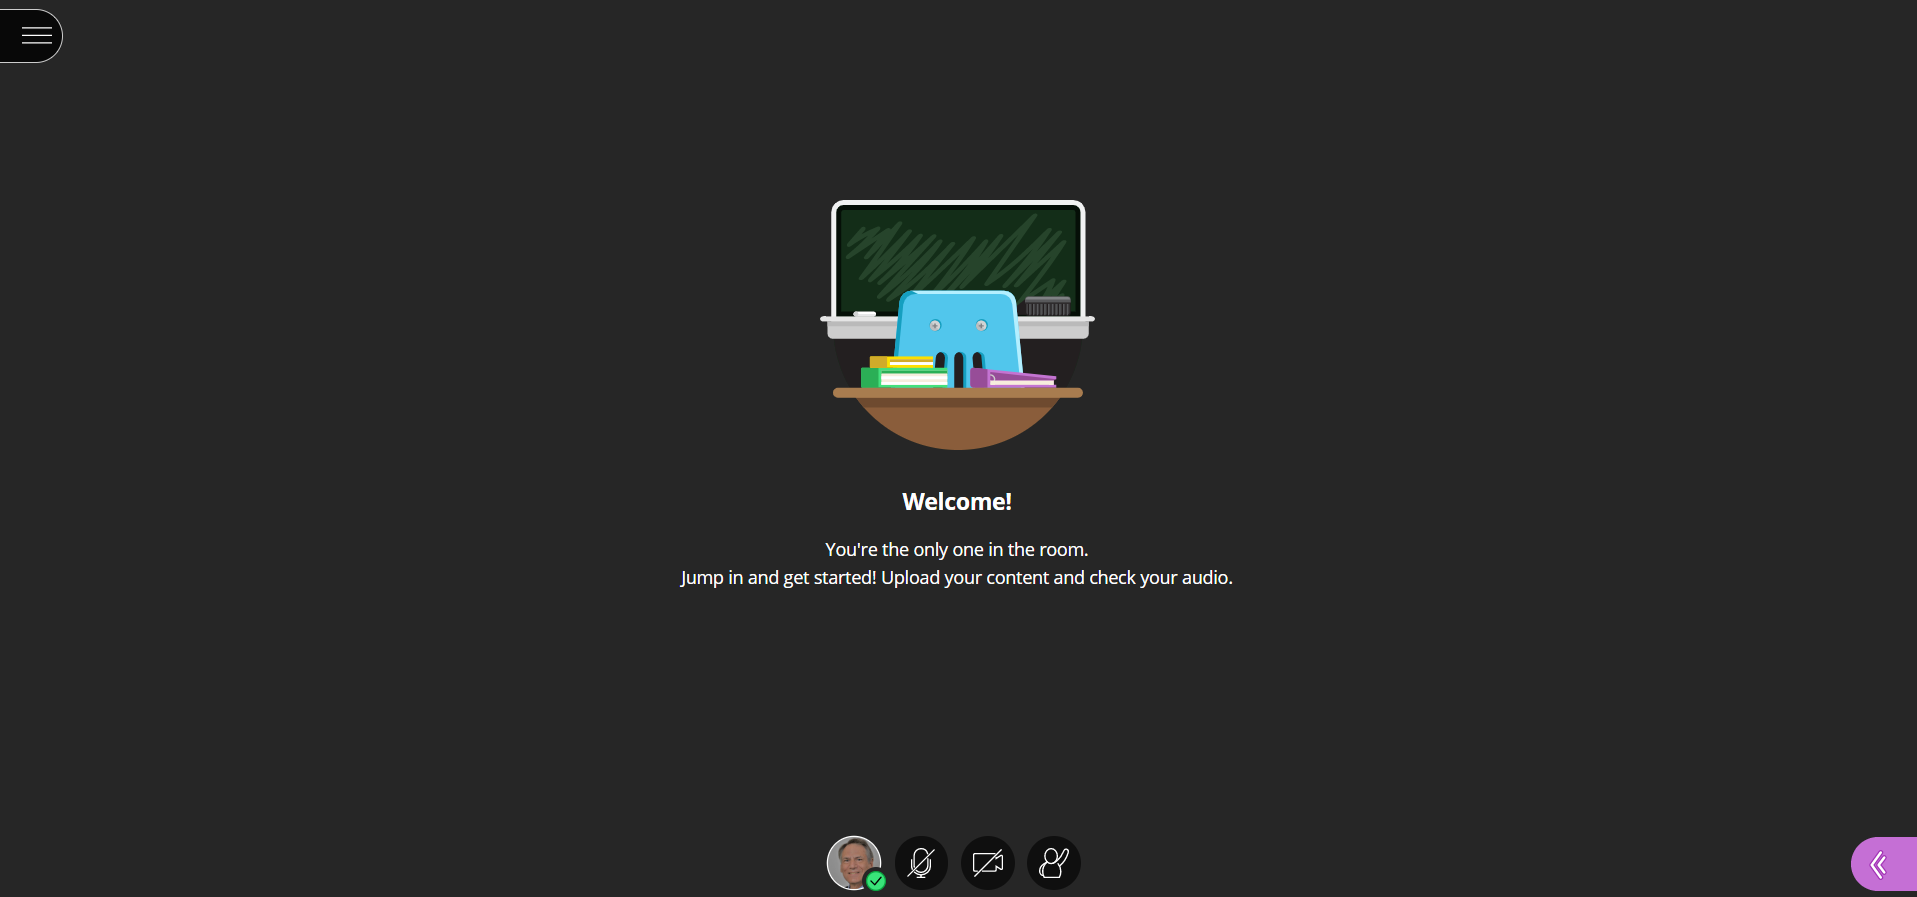 Welcome!
You're the only one in the room.
Jump in and get started! Upload your content and check your audio.